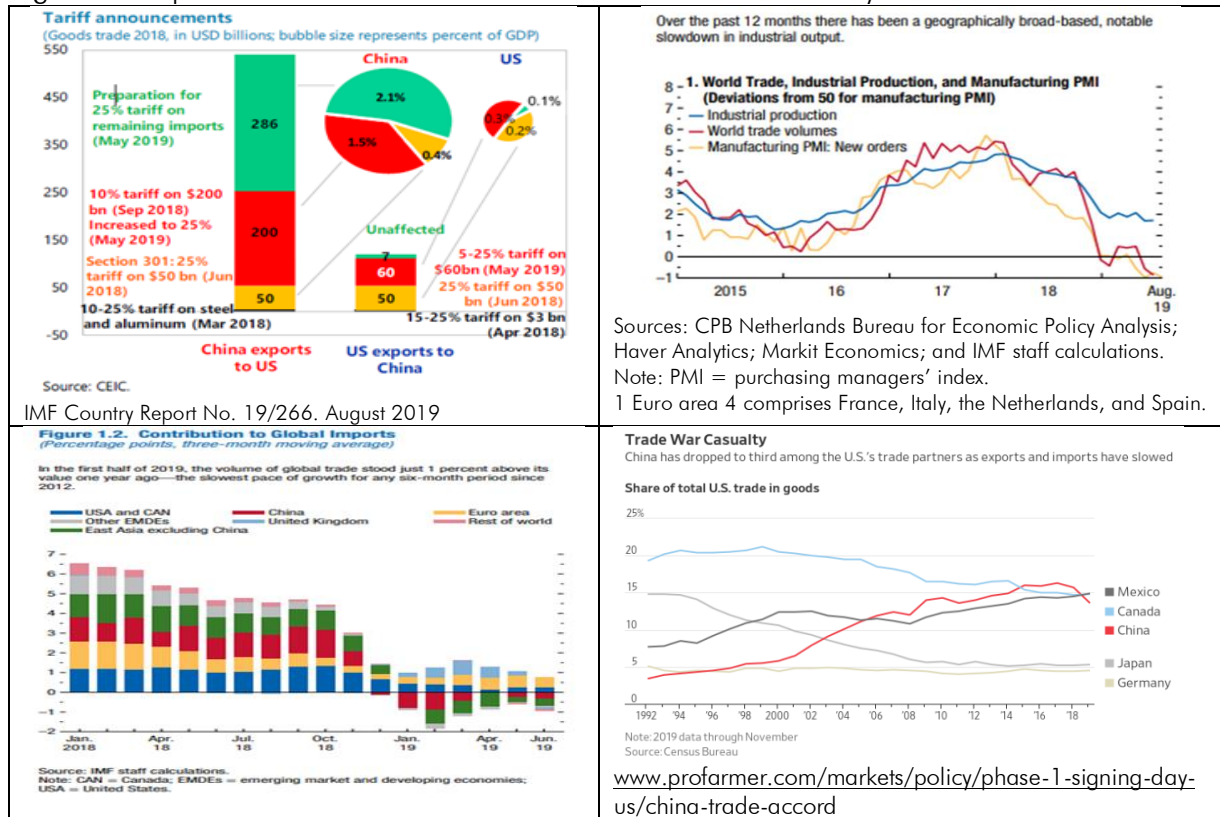 Tariff announcements
(Goods trade 2018, in USD billions; bubble size represents percent of GDP)
550
450
350
250
150
50
-50
China
US
Preparation for
25% tariff on
remaining imports
(May 2019)
286
2.1%
1.5%
0.4%
0.1%
0.3%
0.2%
10% tariff on $200
bn (Sep 2018)
Increased to 25%
(May 2019)
200
Unaffected
7
Section 301: 25%
tariff on $50 bn (Jun
2018)
60
5-25% tariff on
$60bn (May 2019)
25% tariff on $50
bn (Jun 2018)
50
50
10-25% tariff on steel
and aluminum (Mar 2018)
15-25% tariff on $3 bn
(Apr 2018)
China exports
to US
US exports to
China
Source: CEIC.
IMF Country Report No. 19/266. August 2019
Over the past 12 months there has been a geographically broad-based, notable
slowdown in industrial output.
1. World Trade, Industrial Production, and Manufacturing PMI
(Deviations from 50 for manufacturing PMI)
Industrial production
World trade volumes
Manufacturing PMI: New orders
8
7
6
5
4
3
2
1
0
-1
2015
16
17
18
Aug.
19
Sources: CPB Netherlands Bureau for Economic Policy Analysis;
Haver Analytics; Markit Economics; and IMF staff calculations.
Note: PMI = purchasing managers' index.
1 Euro area 4 comprises France, Italy, the Netherlands, and Spain.
Figure 1.2. Contribution to Global Imports
(Percentage points, three-month moving average)
In the first half of 2019, the volume of global trade stood just 1 percent above its
value one year ago—the slowest pace of growth for any six-month period since
2012.
USA and CAN
China
Euro area
Other EMDEs
United Kingdom
Rest of world
East Asia excluding China
7
6
5
4
3
2
1
0
-1
-2
Jan.
2018
Apr.
18
Jul.
18
Oct.
18
Jan.
19
Apr.
19
Jun.
19
Source: IMF staff calculations.
Note: CAN = Canada; EMDEs = emerging market and developing economies;
USA = United States.
Trade War Casualty
China has dropped to third among the U.S.'s trade partners as exports and imports have slowed
Share of total U.S. trade in goods
25%
20
15
10
5
0
Mexico
Canada
China
Japan
Germany
1992
'94
'96
'98
2000
'02
'04
'06
'08
'10
'12
'14
'16
'18
Note: 2019 data through November
Source: Census Bureau
www.profarmer.com/markets/policy/phase-1-signing-day-
us/china-trade-accord